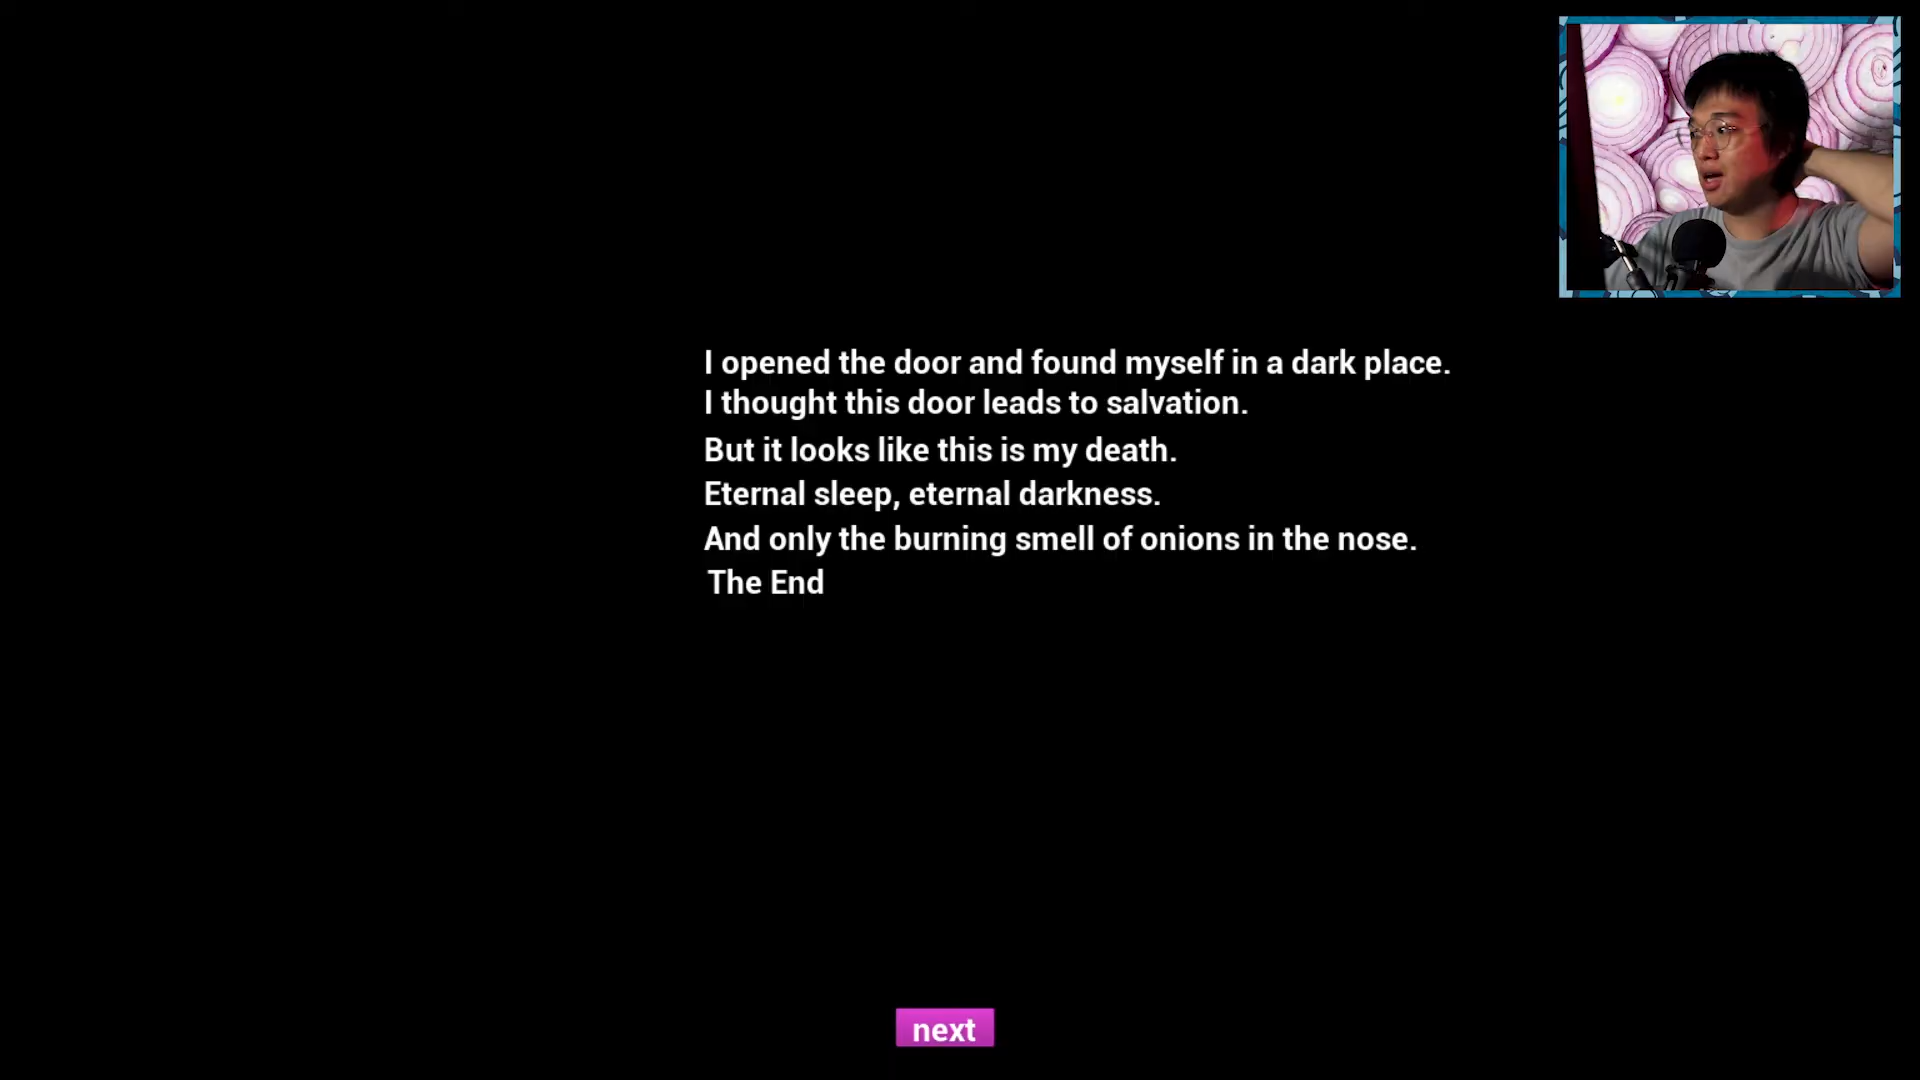 I opened the door and found myself in a dark place.
I thought this door leads to salvation.
But it looks like this is my death.
Eternal sleep, eternal darkness.
And only the burning smell of onions in the nose.
The End
next